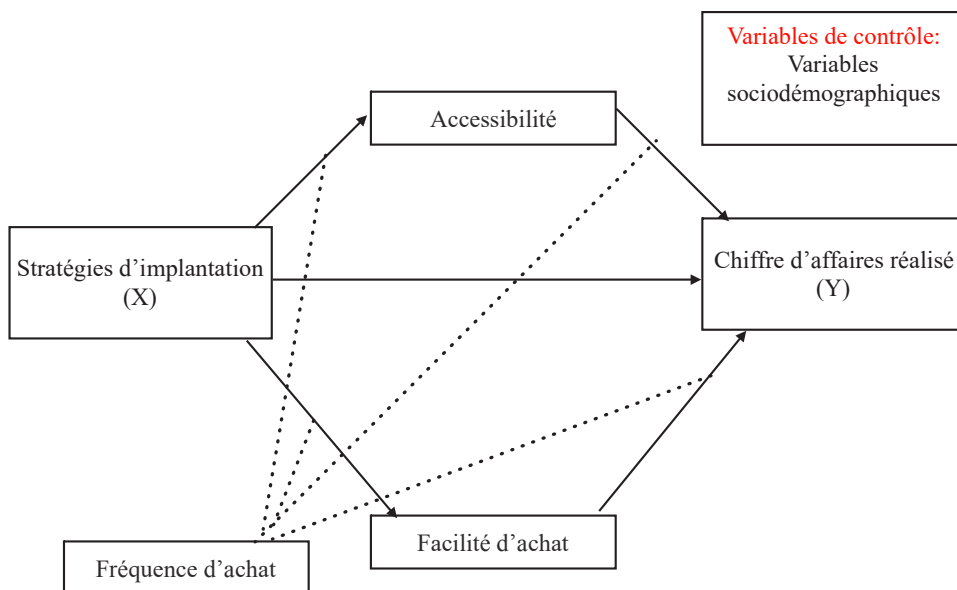 Variables de contrôle:
Variables
sociodémographiques
Accessibilité
Stratégies d’implantation
(X)
Chiffre d’affaires réalisé
(Y)
Facilité d’achat
Fréquence d’achat